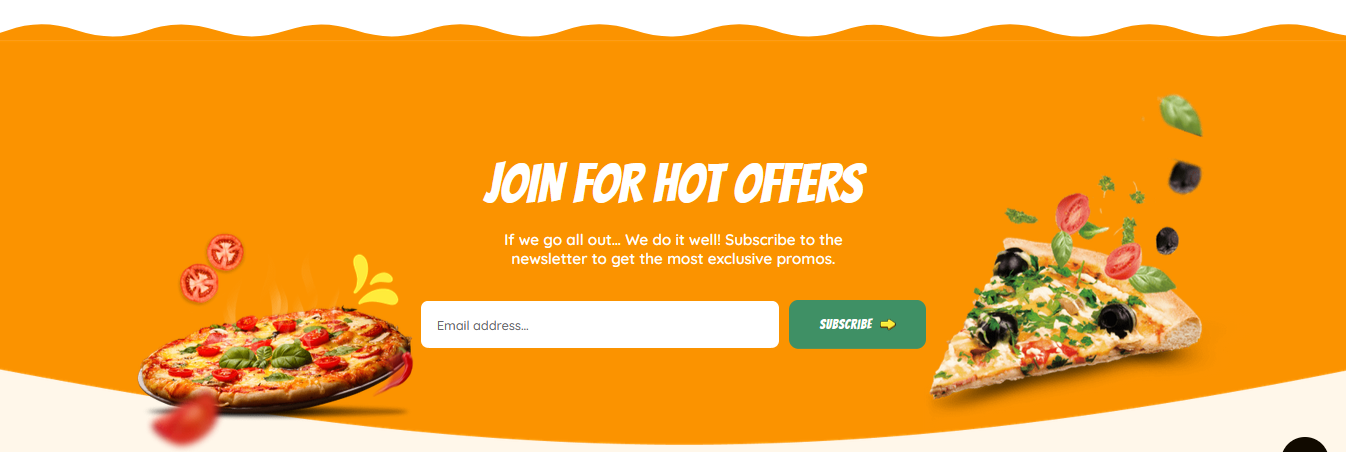 JOIN FOR HOT OFFERS
If we go all out... We do it well! Subscribe to the
newsletter to get the most exclusive promos.
Email address...
SUBSCRIBE